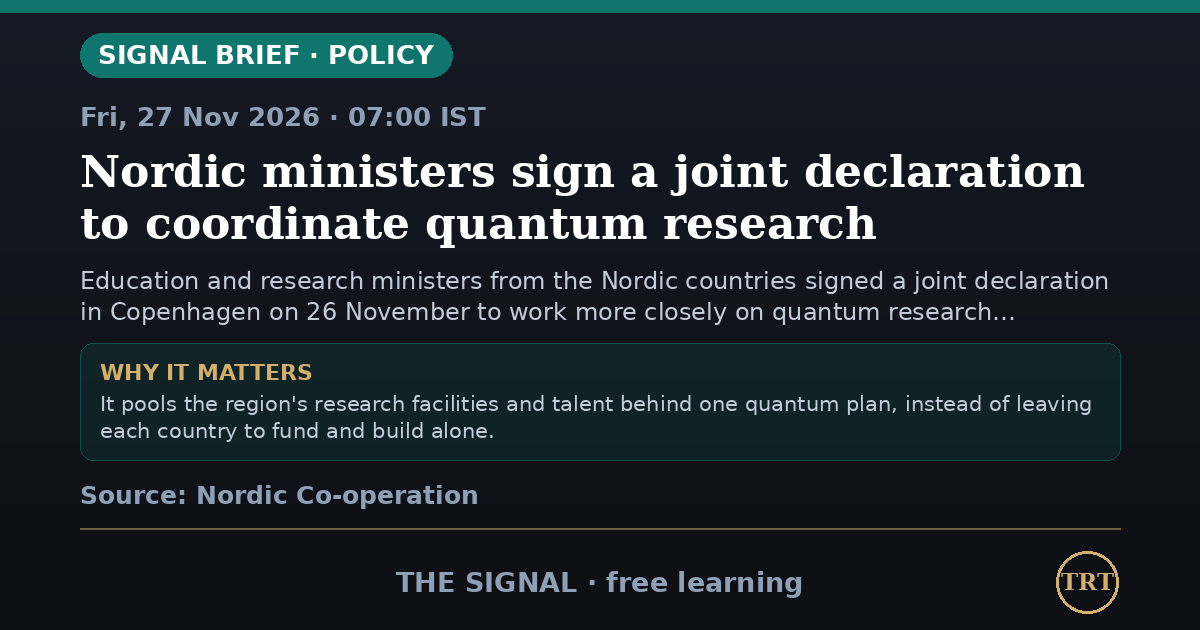 SIGNAL BRIEF · POLICY
Fri, 27 Nov 2026 · 07:00 IST
Nordic ministers sign a joint declaration
to coordinate quantum research
Education and research ministers from the Nordic countries signed a joint declaration
in Copenhagen on 26 November to work more closely on quantum research…
WHY IT MATTERS
It pools the region's research facilities and talent behind one quantum plan, instead of leaving
each country to fund and build alone.
Source: Nordic Co-operation
THE SIGNAL · free learning
TRT